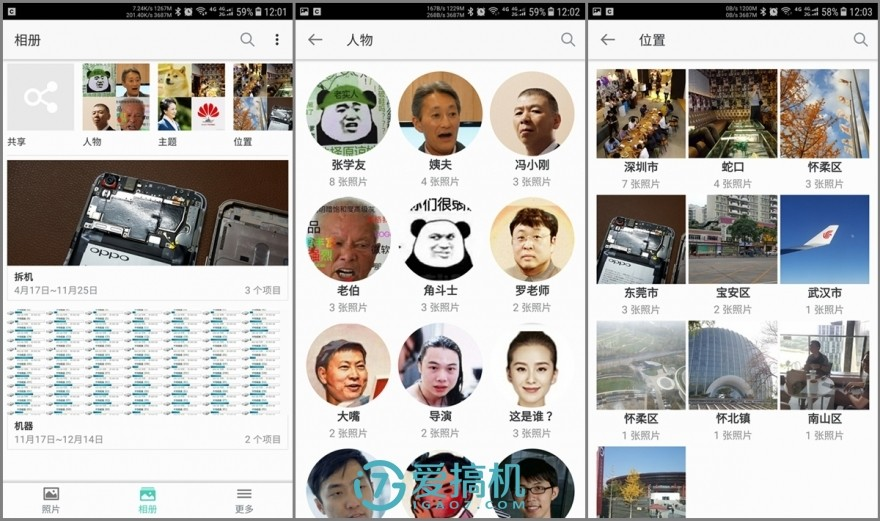 7.24K/s 1267M
201.40K/s 3687M
59% 12:01
相册
共享
人物
主题
位置
oppo
拆机
4月17日~11月25日
3 个项目
机器
11月17日~12月14日
2 个项目
照片
相册
更多
167B/s 1229M
268B/s 3687M
59% 12:02
人物
老实人
张学友
8 张照片
姨夫
4 张照片
冯小刚
3 张照片
老伯
3 张照片
你们很弱
角斗士
3 张照片
罗老师
2 张照片
大嘴
2 张照片
导演
2 张照片
这是谁？
3 张照片
爱搞机
IGAO7.COM
0B/s 1200M
0B/s 3687M
58% 12:03
位置
深圳市
7 张照片
蛇口
4 张照片
怀柔区
3 张照片
oppo
东莞市
3 张照片
宝安区
2 张照片
武汉市
1 张照片
怀柔区
1 张照片
怀北镇
1 张照片
南山区
1 张照片